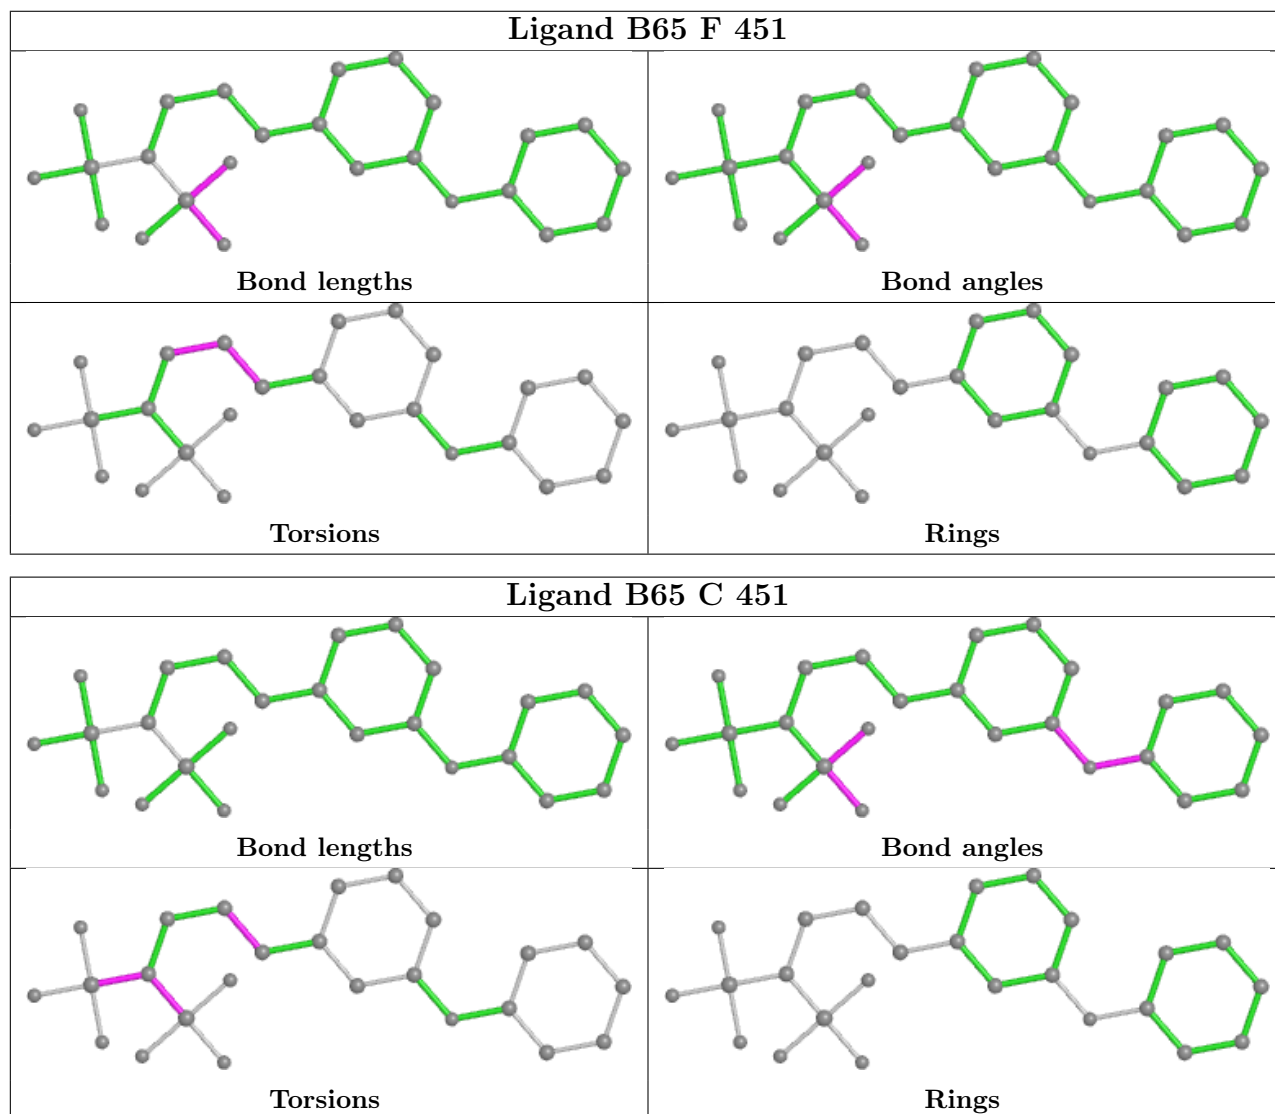 Ligand B65 F 451
Bond lengths
Bond angles
Torsions
Rings
Ligand B65 C 451
Bond lengths
Bond angles
Torsions
Rings